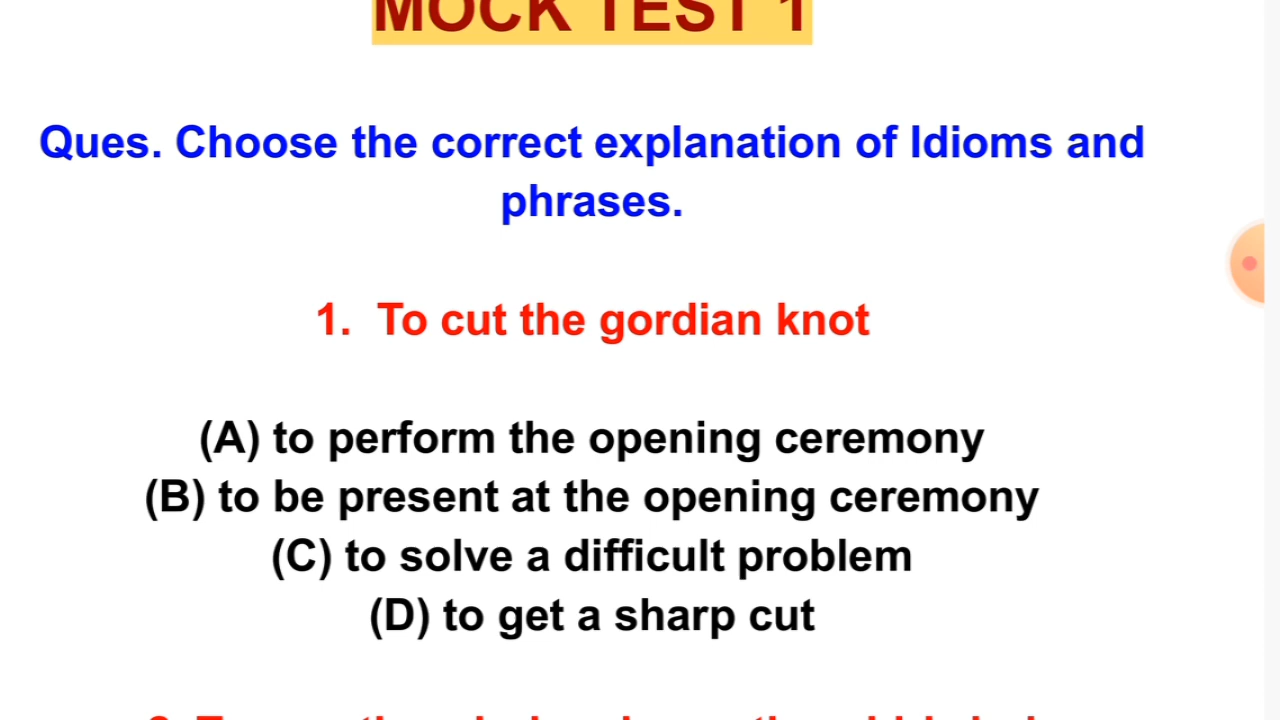 MOCK TEST 1
Ques. Choose the correct explanation of Idioms and
phrases.
1. To cut the gordian knot
(A) to perform the opening ceremony
(B) to be present at the opening ceremony
(C) to solve a difficult problem
(D) to get a sharp cut